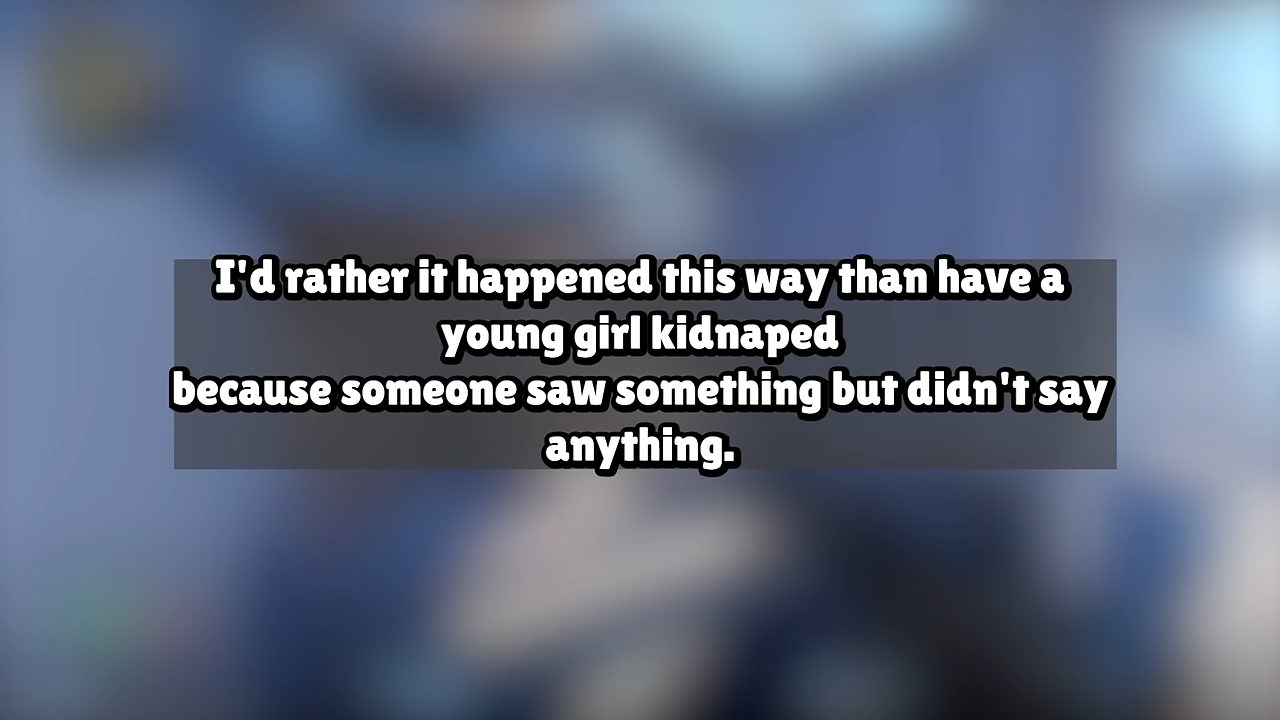 I'd rather it happened this way than have a
young girl kidnaped
because someone saw something but didn't say
anything.